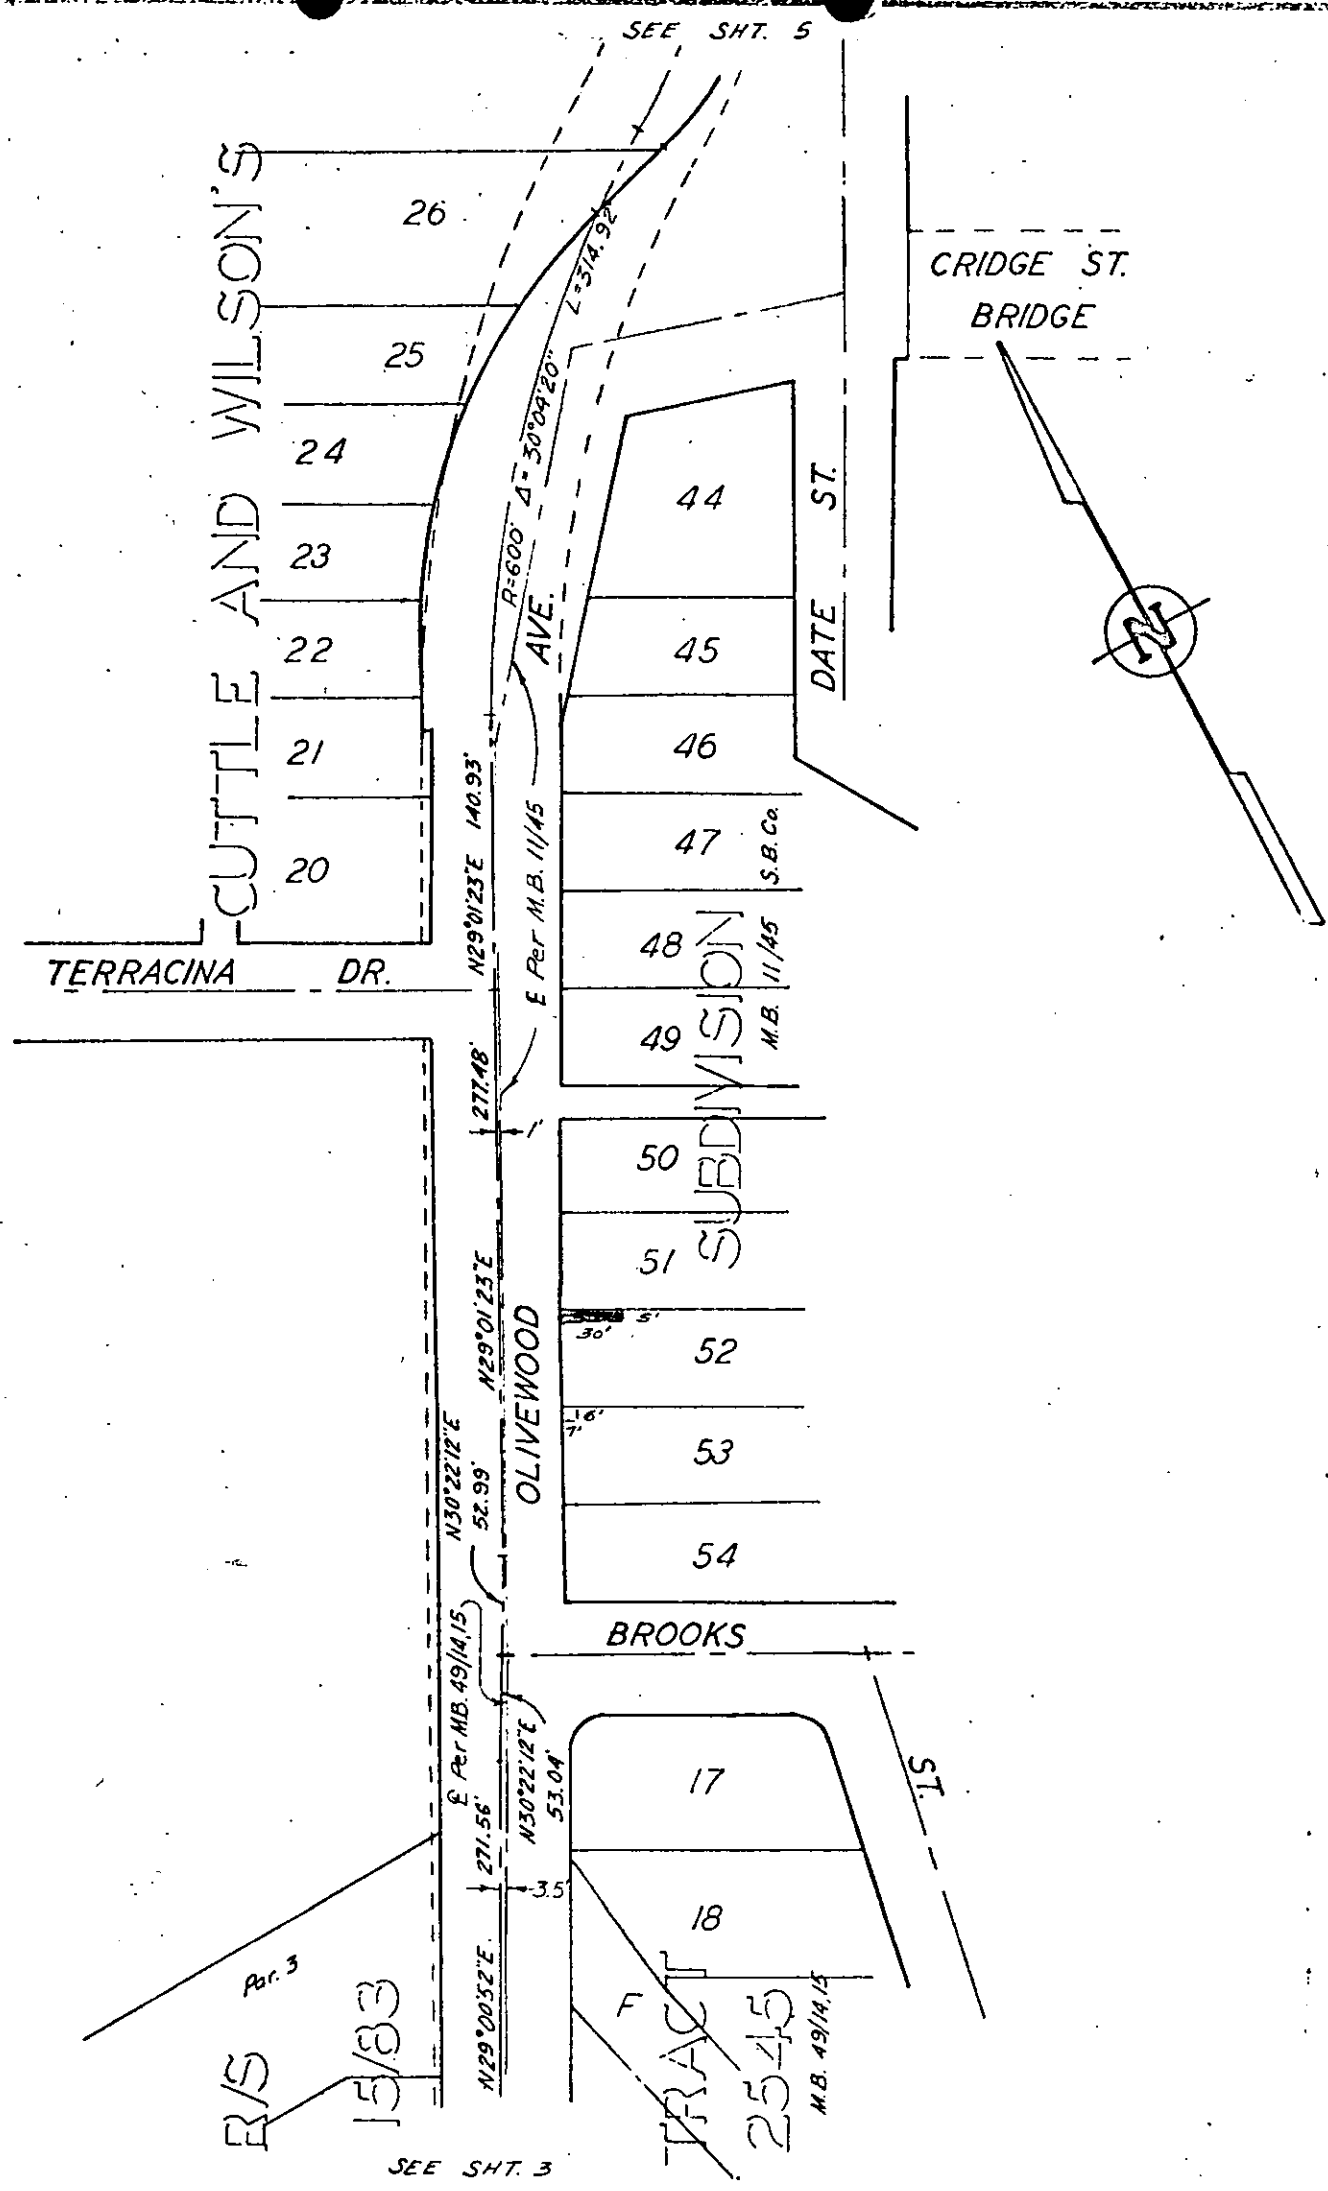 SEE SHT. 5
CUTTLE AND WILSON'S
26
25
24
23
22
21
20
L=314.92'
Δ=30°04'20"
R=600'
AVE.
CRIDGE ST.
BRIDGE
N
DATE ST.
44
45
46
47
48
49
S.B.Co.
M.B. 11/45
SUBDIVISION
N29°01'23"E 140.93'
₤ Per M.B. 11/45
TERRACINA DR.
277.48'
1'
50
51
52
53
54
5'
30'
6'
7'
N29°01'23"E
OLIVEWOOD
N30°22'12"E
52.99'
BROOKS
ST.
₤ Per M.B. 49/14,15
N30°22'12"E
53.04'
271.56'
3.5'
N29°00'52"E
17
18
F
Par. 3
R/S
15/83
TRACT
2545
M.B. 49/14,15
SEE SHT. 3